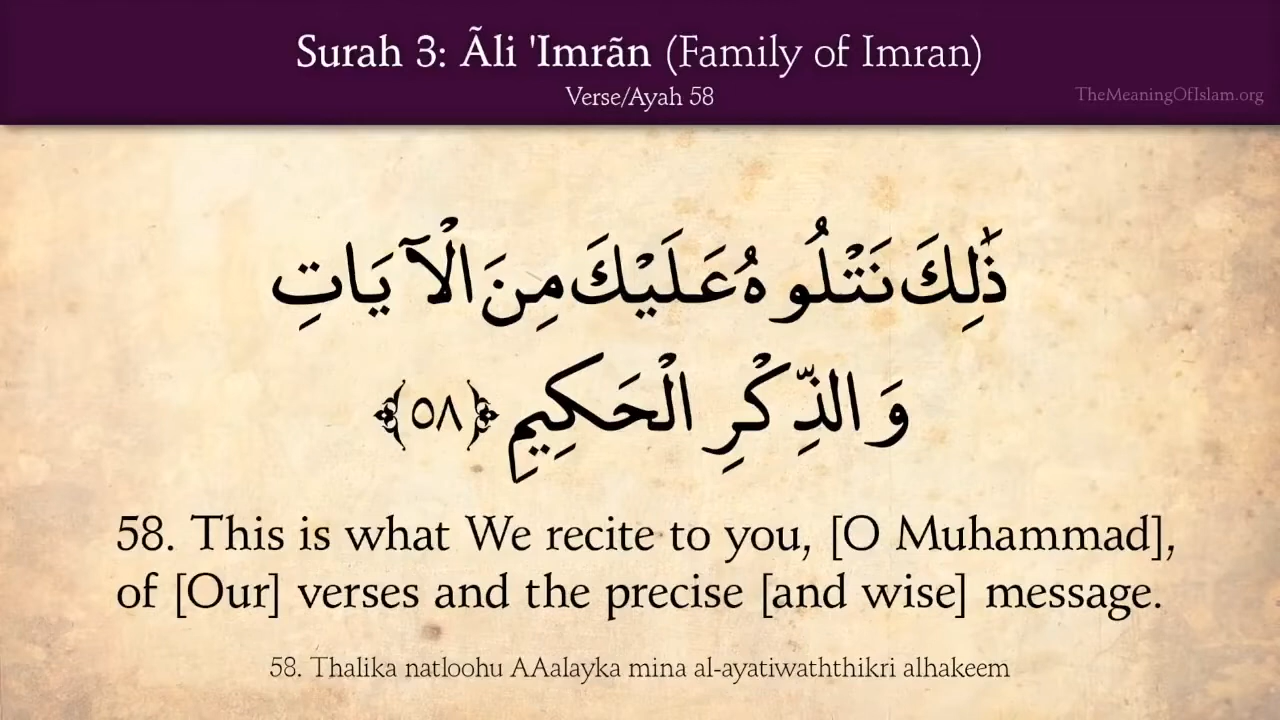 Surah 3: Ãli 'Imrãn (Family of Imran)
Verse/Ayah 58
TheMeaningOfIslam.org
ذَٰلِكَ نَتْلُوهُ عَلَيْكَ مِنَ الْآيَاتِ
وَالذِّكْرِ الْحَكِيمِ ﴿٥٨﴾
58. This is what We recite to you, [O Muhammad],
of [Our] verses and the precise [and wise] message.
58. Thalika natloohu AAalayka mina al-ayatiwaththikri alhakeem